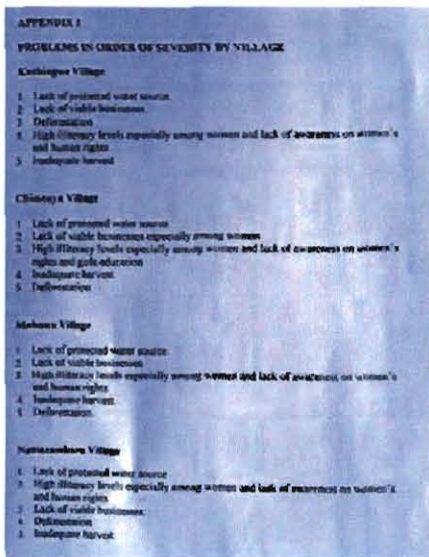 APPENDIX 1
PROBLEMS IN ORDER OF SEVERITY BY VILLAGE
Village
1 Lack of protected water source
2 Lack of viable businesses
3 Deforestation
4 High illiteracy levels especially among women and lack of awareness on women's
and human rights
5 Inadequate harvest
Village
1 Lack of protected water source
2 Lack of viable businesses especially among women
3 High illiteracy levels especially among women and lack of awareness on women's
rights and girls education
4 Inadequate harvest
5 Deforestation
Village
1 Lack of protected water source
2 Lack of viable businesses
3 High illiteracy levels especially among women and lack of awareness on women's
and human rights
4 Inadequate harvest
5 Deforestation
Village
1 Lack of protected water source
2 High illiteracy levels especially among women and lack of awareness on women's
and human rights
3 Lack of viable businesses
4 Deforestation
5 Inadequate harvest